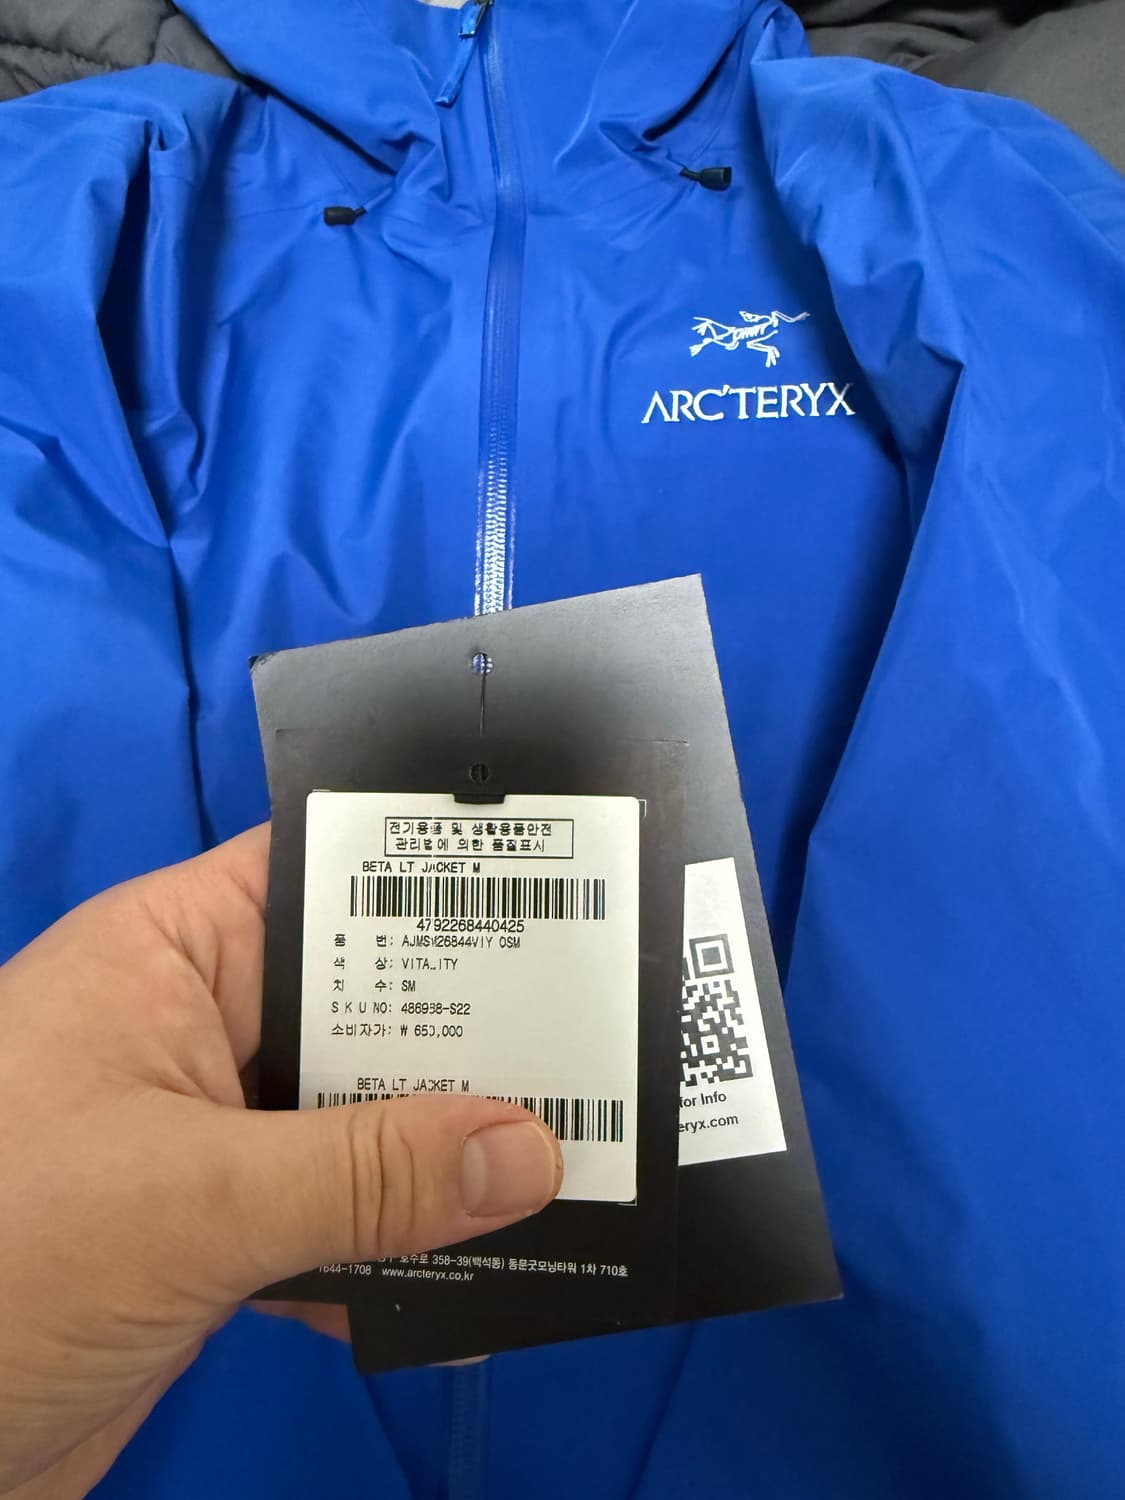 ARC'TERYX
전기용품 및 생활용품안전
관리법에 의한 품질표시
BETA LT JACKET M
4792268440425
품 번: AJMSM26844VIY 0SM
색 상: VITALITY
치 수: SM
S K U NO: 486938-S22
소비자가: ₩ 650,000
BETA LT JACKET M
for Info
eryx.com
호수로 358-39(백석동) 동문굿모닝타워 1차 710호
1644-1708 www.arcteryx.co.kr